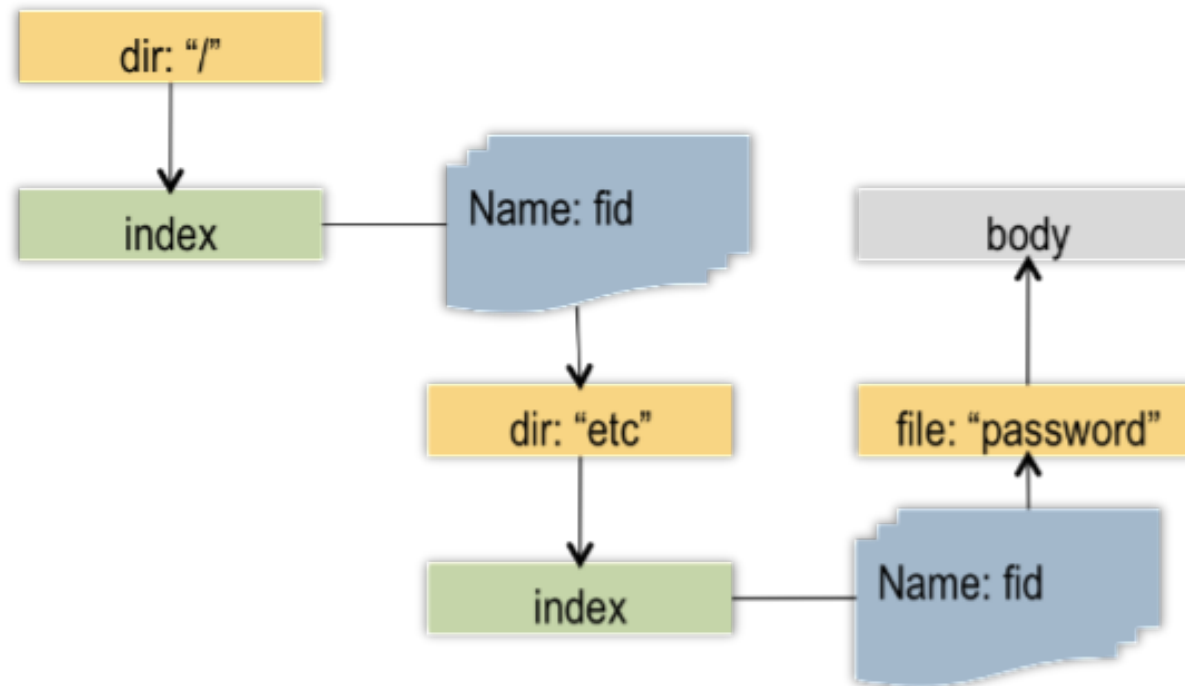 dir: “/”
index
Name: fid
body
dir: “etc”
file: “password”
index
Name: fid